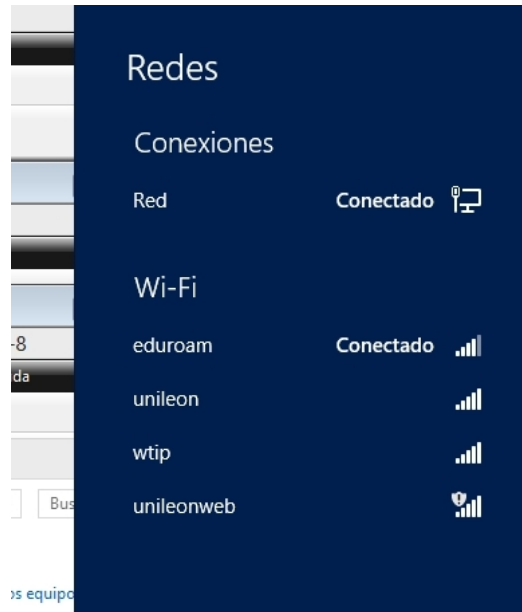 Redes
Conexiones
Red Conectado
Wi-Fi
eduroam Conectado
unileon
wtip
unileonweb
-8
da
Bus
os equipo